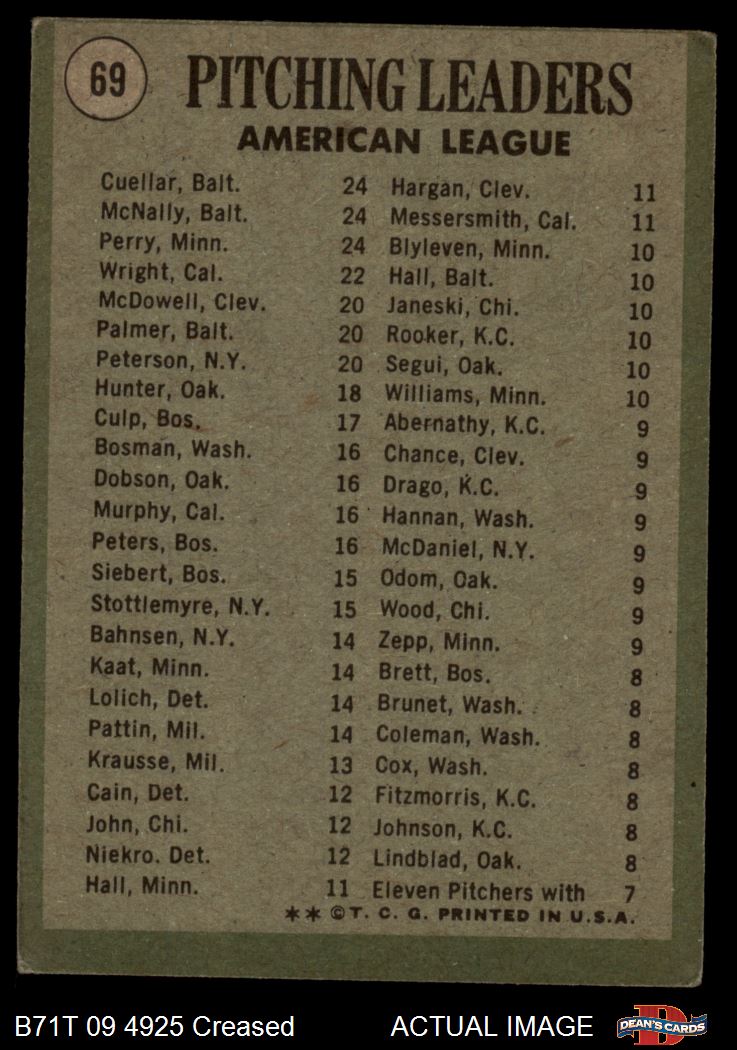 69
PITCHING LEADERS
AMERICAN LEAGUE
Cuellar, Balt. 24
McNally, Balt. 24
Perry, Minn. 24
Wright, Cal. 22
McDowell, Clev. 20
Palmer, Balt. 20
Peterson, N.Y. 20
Hunter, Oak. 18
Culp, Bos. 17
Bosman, Wash. 16
Dobson, Oak. 16
Murphy, Cal. 16
Peters, Bos. 16
Siebert, Bos. 15
Stottlemyre, N.Y. 15
Bahnsen, N.Y. 14
Kaat, Minn. 14
Lolich, Det. 14
Pattin, Mil. 14
Krausse, Mil. 13
Cain, Det. 12
John, Chi. 12
Niekro. Det. 12
Hall, Minn. 11
Hargan, Clev. 11
Messersmith, Cal. 11
Blyleven, Minn. 10
Hall, Balt. 10
Janeski, Chi. 10
Rooker, K.C. 10
Segui, Oak. 10
Williams, Minn. 10
Abernathy, K.C. 9
Chance, Clev. 9
Drago, K.C. 9
Hannan, Wash. 9
McDaniel, N.Y. 9
Odom, Oak. 9
Wood, Chi. 9
Zepp, Minn. 9
Brett, Bos. 8
Brunet, Wash. 8
Coleman, Wash. 8
Cox, Wash. 8
Fitzmorris, K.C. 8
Johnson, K.C. 8
Lindblad, Oak. 8
Eleven Pitchers with 7
** © T. C. G. PRINTED IN U.S.A.
B71T 09 4925 Creased ACTUAL IMAGE
D
DEAN'S CARDS